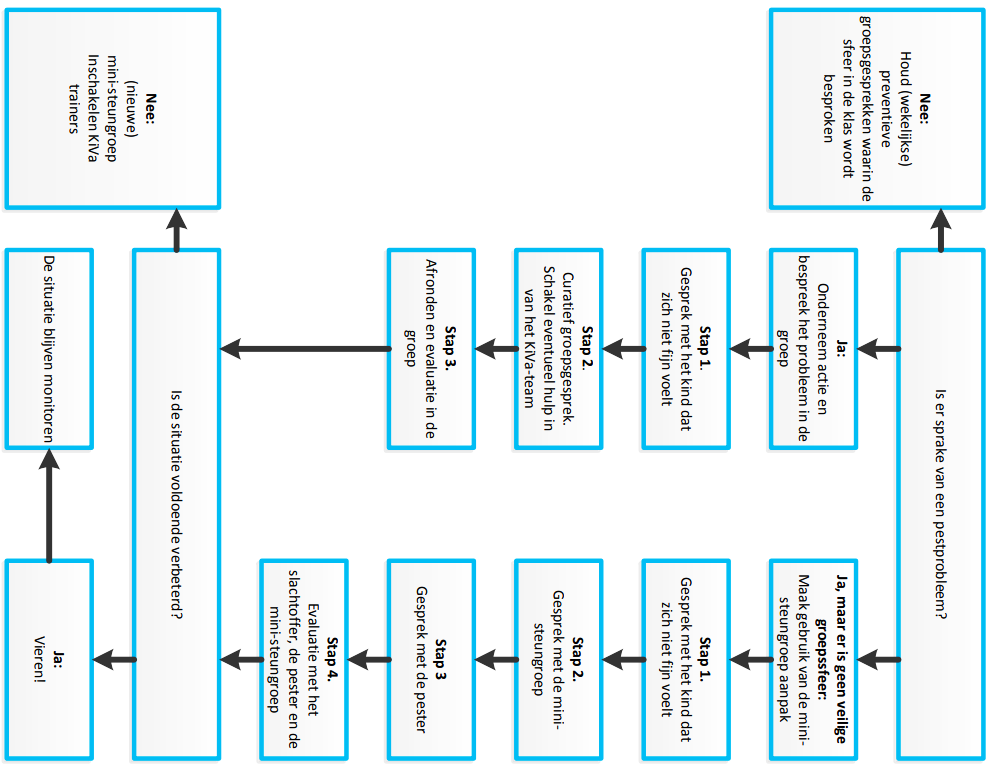 Is er sprake van een pestprobleem?
Nee:
Houd (wekelijkse)
preventieve
groepsgesprekken waarin de
sfeer in de klas wordt
besproken
Ja:
Onderneem actie en
bespreek het probleem in de
groep
Ja, maar er is geen veilige
groepssfeer:
Maak gebruik van de mini-
steungroep aanpak
Stap 1.
Gesprek met het kind dat
zich niet fijn voelt
Stap 1.
Gesprek met het kind dat
zich niet fijn voelt
Stap 2.
Curatief groepsgesprek.
Schakel eventueel hulp in
van het KiVa-team
Stap 2.
Gesprek met de mini-
steungroep
Stap 3.
Afronden en evaluatie in de
groep
Stap 3
Gesprek met de pester
Stap 4.
Evaluatie met het
slachtoffer, de pester en de
mini-steungroep
Is de situatie voldoende verbeterd?
Nee:
(nieuwe)
mini-steungroep
Inschakelen KiVa
trainers
De situatie blijven monitoren
Ja:
Vieren!